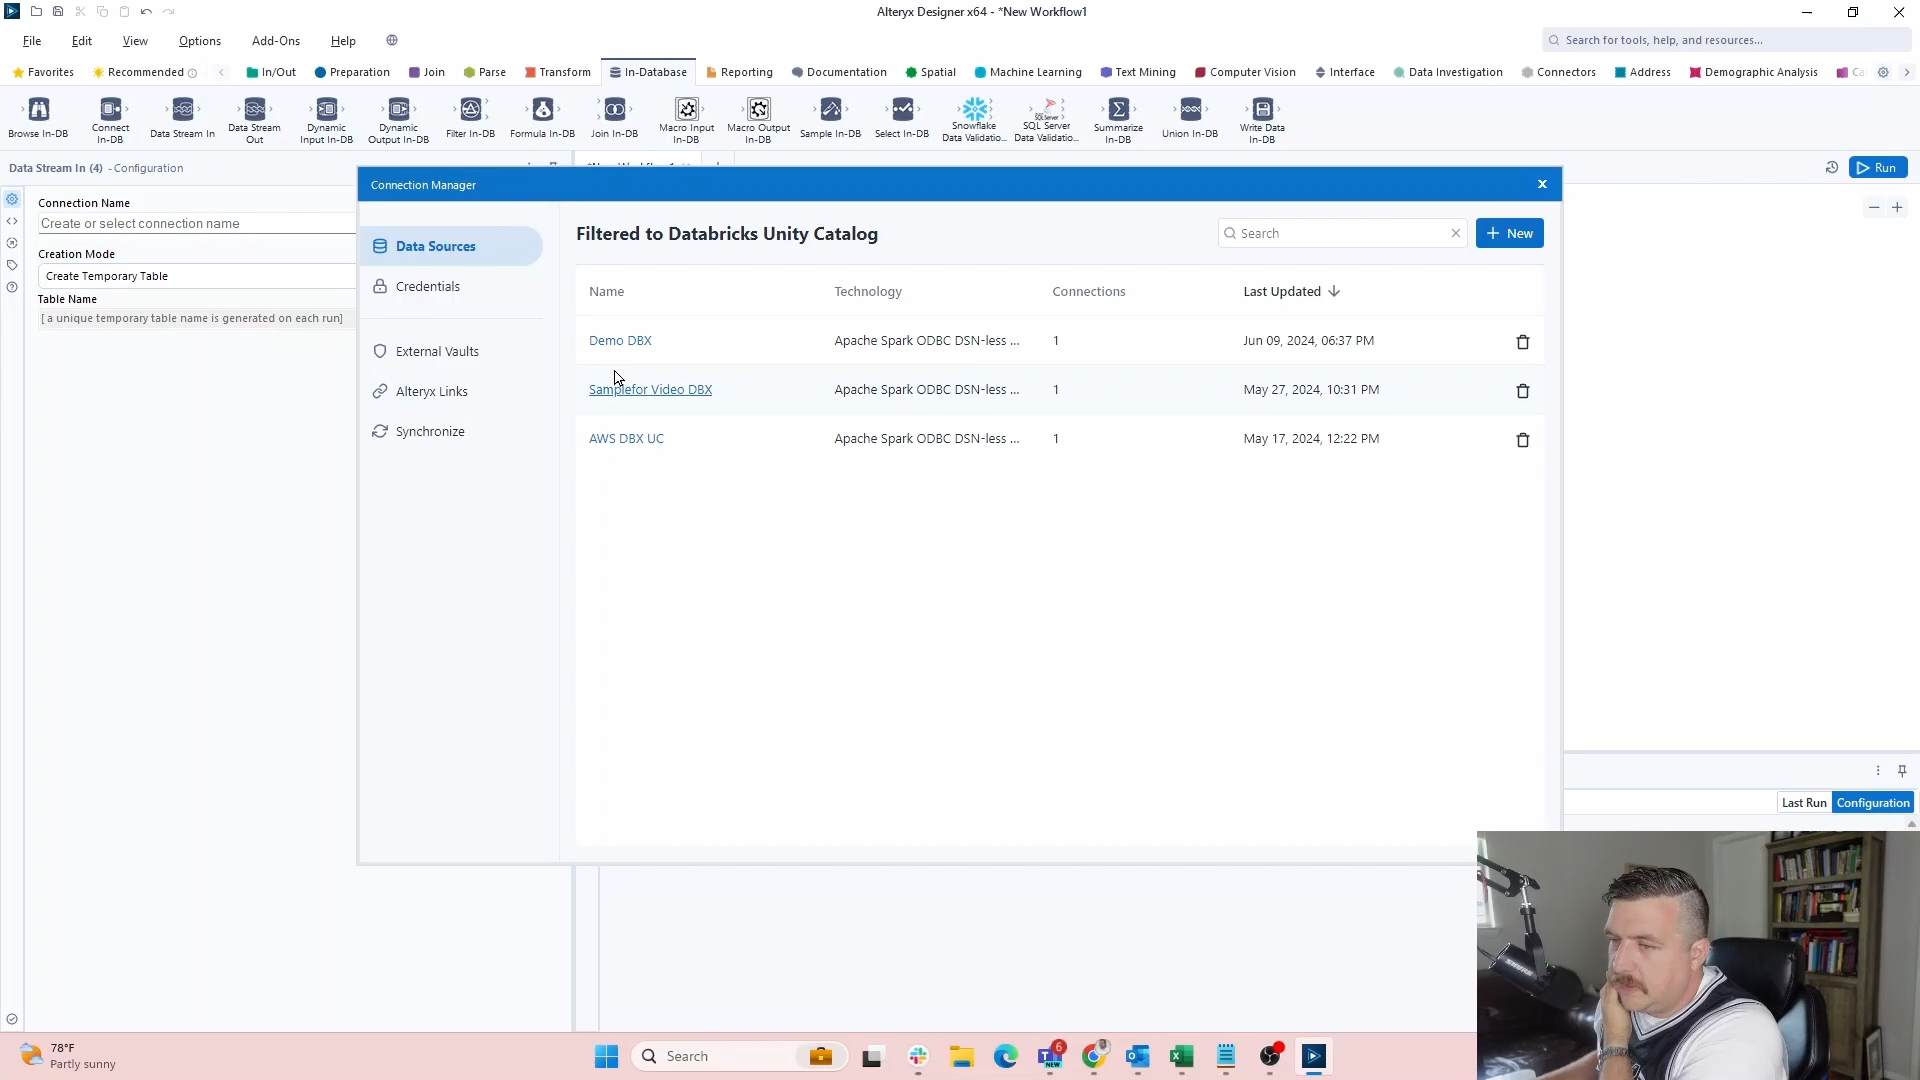 Alteryx Designer x64 - *New Workflow1
File Edit View Options Add-Ons Help
Search for tools, help, and resources...
Favorites Recommended In/Out Preparation Join Parse Transform In-Database Reporting Documentation Spatial Machine Learning Text Mining Computer Vision Interface Data Investigation Connectors Address Demographic Analysis Ca
Browse In-DB
Connect In-DB
Data Stream In
Data Stream Out
Dynamic Input In-DB
Dynamic Output In-DB
Filter In-DB
Formula In-DB
Join In-DB
Macro Input In-DB
Macro Output In-DB
Sample In-DB
Select In-DB
Snowflake Data Validatio...
SQL Server Data Validatio...
Summarize In-DB
Union In-DB
Write Data In-DB
Data Stream In (4) - Configuration
Run
Connection Name
Create or select connection name
Creation Mode
Create Temporary Table
Table Name
[ a unique temporary table name is generated on each run]
Connection Manager
Data Sources
Credentials
External Vaults
Alteryx Links
Synchronize
Filtered to Databricks Unity Catalog
Search
New
Name Technology Connections Last Updated
Demo DBX Apache Spark ODBC DSN-less ... 1 Jun 09, 2024, 06:37 PM
Samplefor Video DBX Apache Spark ODBC DSN-less ... 1 May 27, 2024, 10:31 PM
AWS DBX UC Apache Spark ODBC DSN-less ... 1 May 17, 2024, 12:22 PM
Last Run Configuration
78°F
Partly sunny
Search
6
NEW